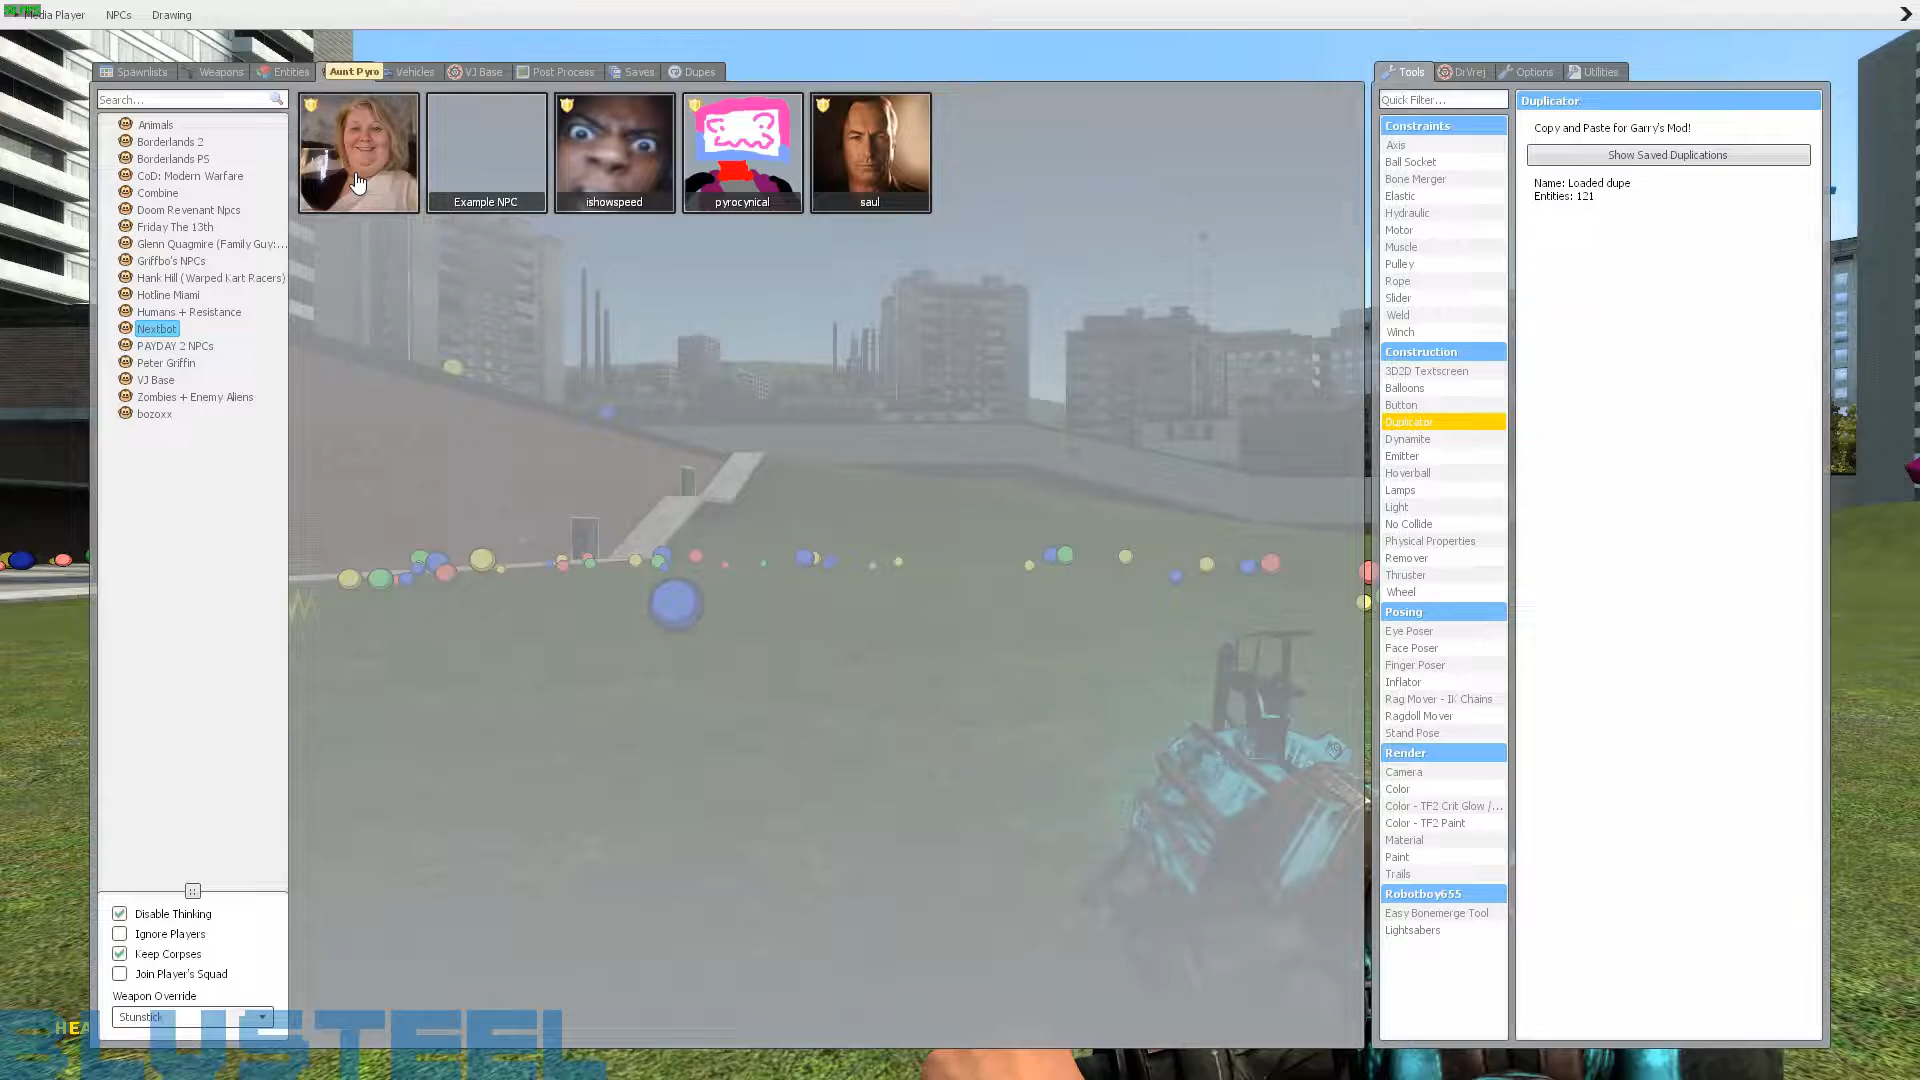 Media Player NPCs Drawing
Spawnlists Weapons Entities Aunt Pyro Vehicles VJ Base Post Process Saves Dupes
Search...
Animals
Borderlands 2
Borderlands PS
CoD: Modern Warfare
Combine
Doom Revenant Npcs
Friday The 13th
Glenn Quagmire (Family Guy:...
Griffbo's NPCs
Hank Hill (Warped Kart Racers)
Hotline Miami
Humans + Resistance
Nextbot
PAYDAY 2 NPCs
Peter Griffin
VJ Base
Zombies + Enemy Aliens
bozoxx
Example NPC
ishowspeed
pyrocynical
saul
Disable Thinking
Ignore Players
Keep Corpses
Join Player's Squad
Weapon Override
Stunstick
HEA
BLUSTEEL
Tools DrVrej Options Utilities
Quick Filter...
Constraints
Axis
Ball Socket
Bone Merger
Elastic
Hydraulic
Motor
Muscle
Pulley
Rope
Slider
Weld
Winch
Construction
3D2D Textscreen
Balloons
Button
Duplicator
Dynamite
Emitter
Hoverball
Lamps
Light
No Collide
Physical Properties
Remover
Thruster
Wheel
Posing
Eye Poser
Face Poser
Finger Poser
Inflator
Rag Mover - IK Chains
Ragdoll Mover
Stand Pose
Render
Camera
Color
Color - TF2 Crit Glow /...
Color - TF2 Paint
Material
Paint
Trails
Robotboy655
Easy Bonemerge Tool
Lightsabers
Duplicator
Copy and Paste for Garry's Mod!
Show Saved Duplications
Name: Loaded dupe
Entities: 121